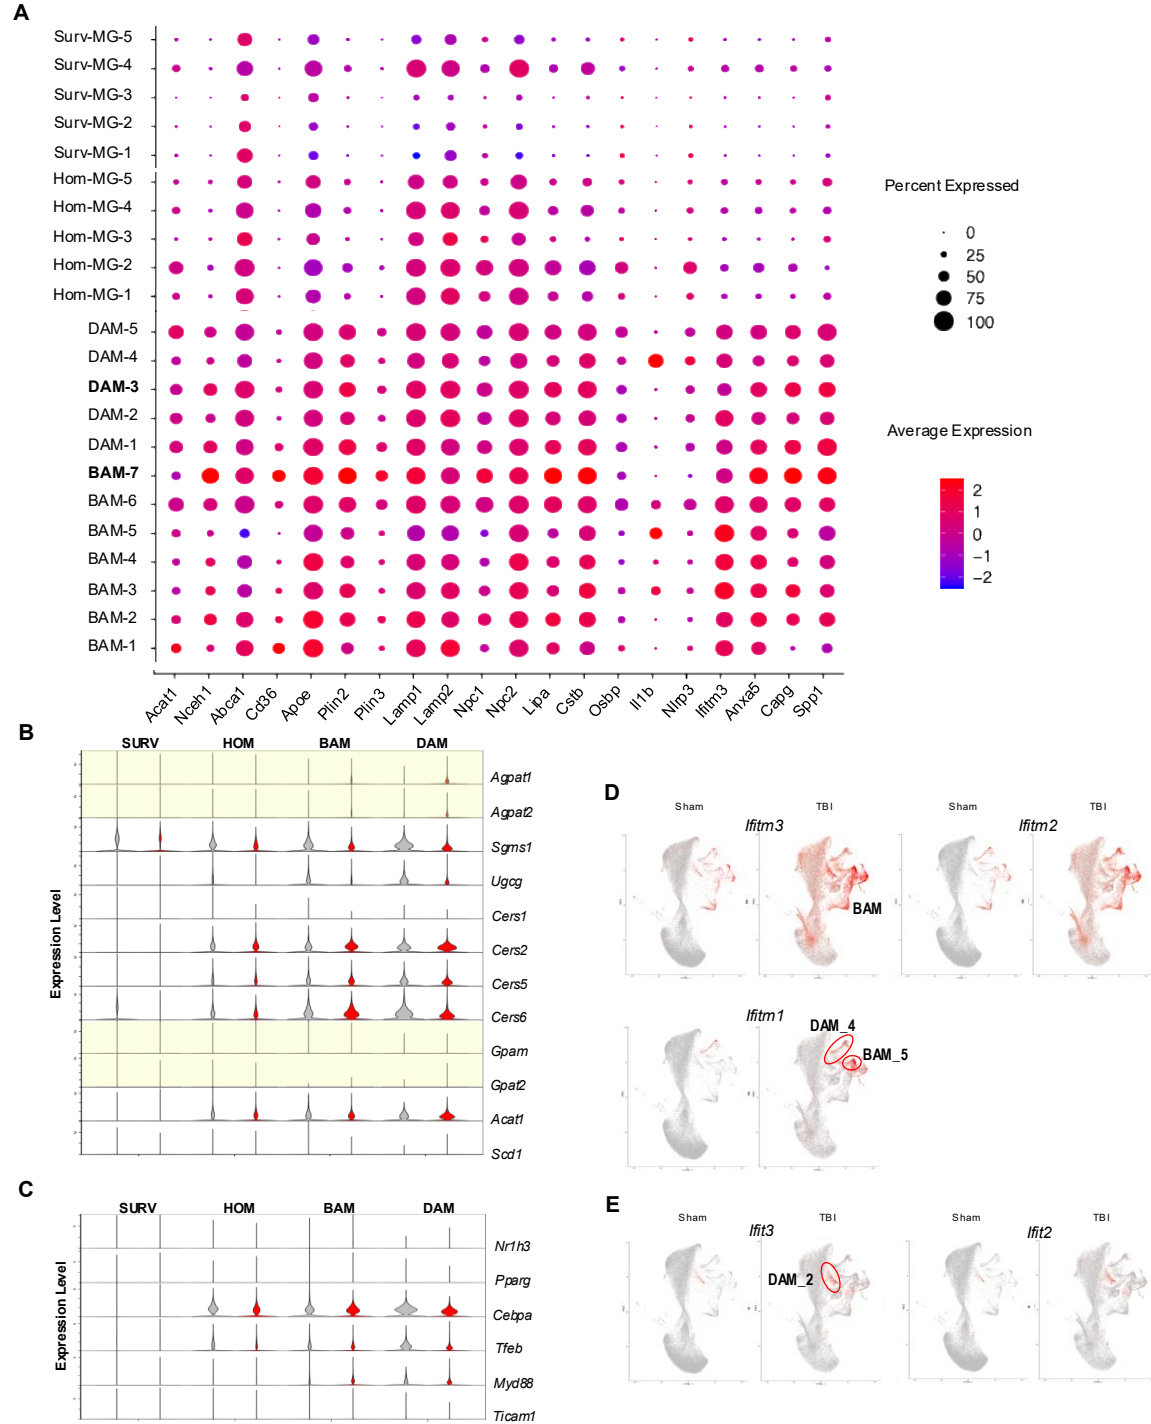 A
Surv-MG-5
Surv-MG-4
Surv-MG-3
Surv-MG-2
Surv-MG-1
Hom-MG-5
Hom-MG-4
Hom-MG-3
Hom-MG-2
Hom-MG-1
DAM-5
DAM-4
DAM-3
DAM-2
DAM-1
BAM-7
BAM-6
BAM-5
BAM-4
BAM-3
BAM-2
BAM-1
Acat1 Nceh1 Abca1 Cd36 Apoe Plin2 Plin3 Lamp1 Lamp2 Npc1 Npc2 Lipa Cstb Osbp Il1b Nlrp3 Ifitm3 Anxa5 Capg Spp1
Percent Expressed
0
25
50
75
100
Average Expression
2
1
0
−1
−2
B
SURV HOM BAM DAM
Expression Level
Agpat1
Agpat2
Sgms1
Ugcg
Cers1
Cers2
Cers5
Cers6
Gpam
Gpat2
Acat1
Scd1
C
SURV HOM BAM DAM
Expression Level
Nr1h3
Pparg
Cebpa
Tfeb
Myd88
Ticam1
D
Sham TBI Sham TBI
Ifitm3 Ifitm2
BAM
Ifitm1
DAM_4
BAM_5
E
Sham TBI Sham TBI
Ifit3 Ifit2
DAM_2